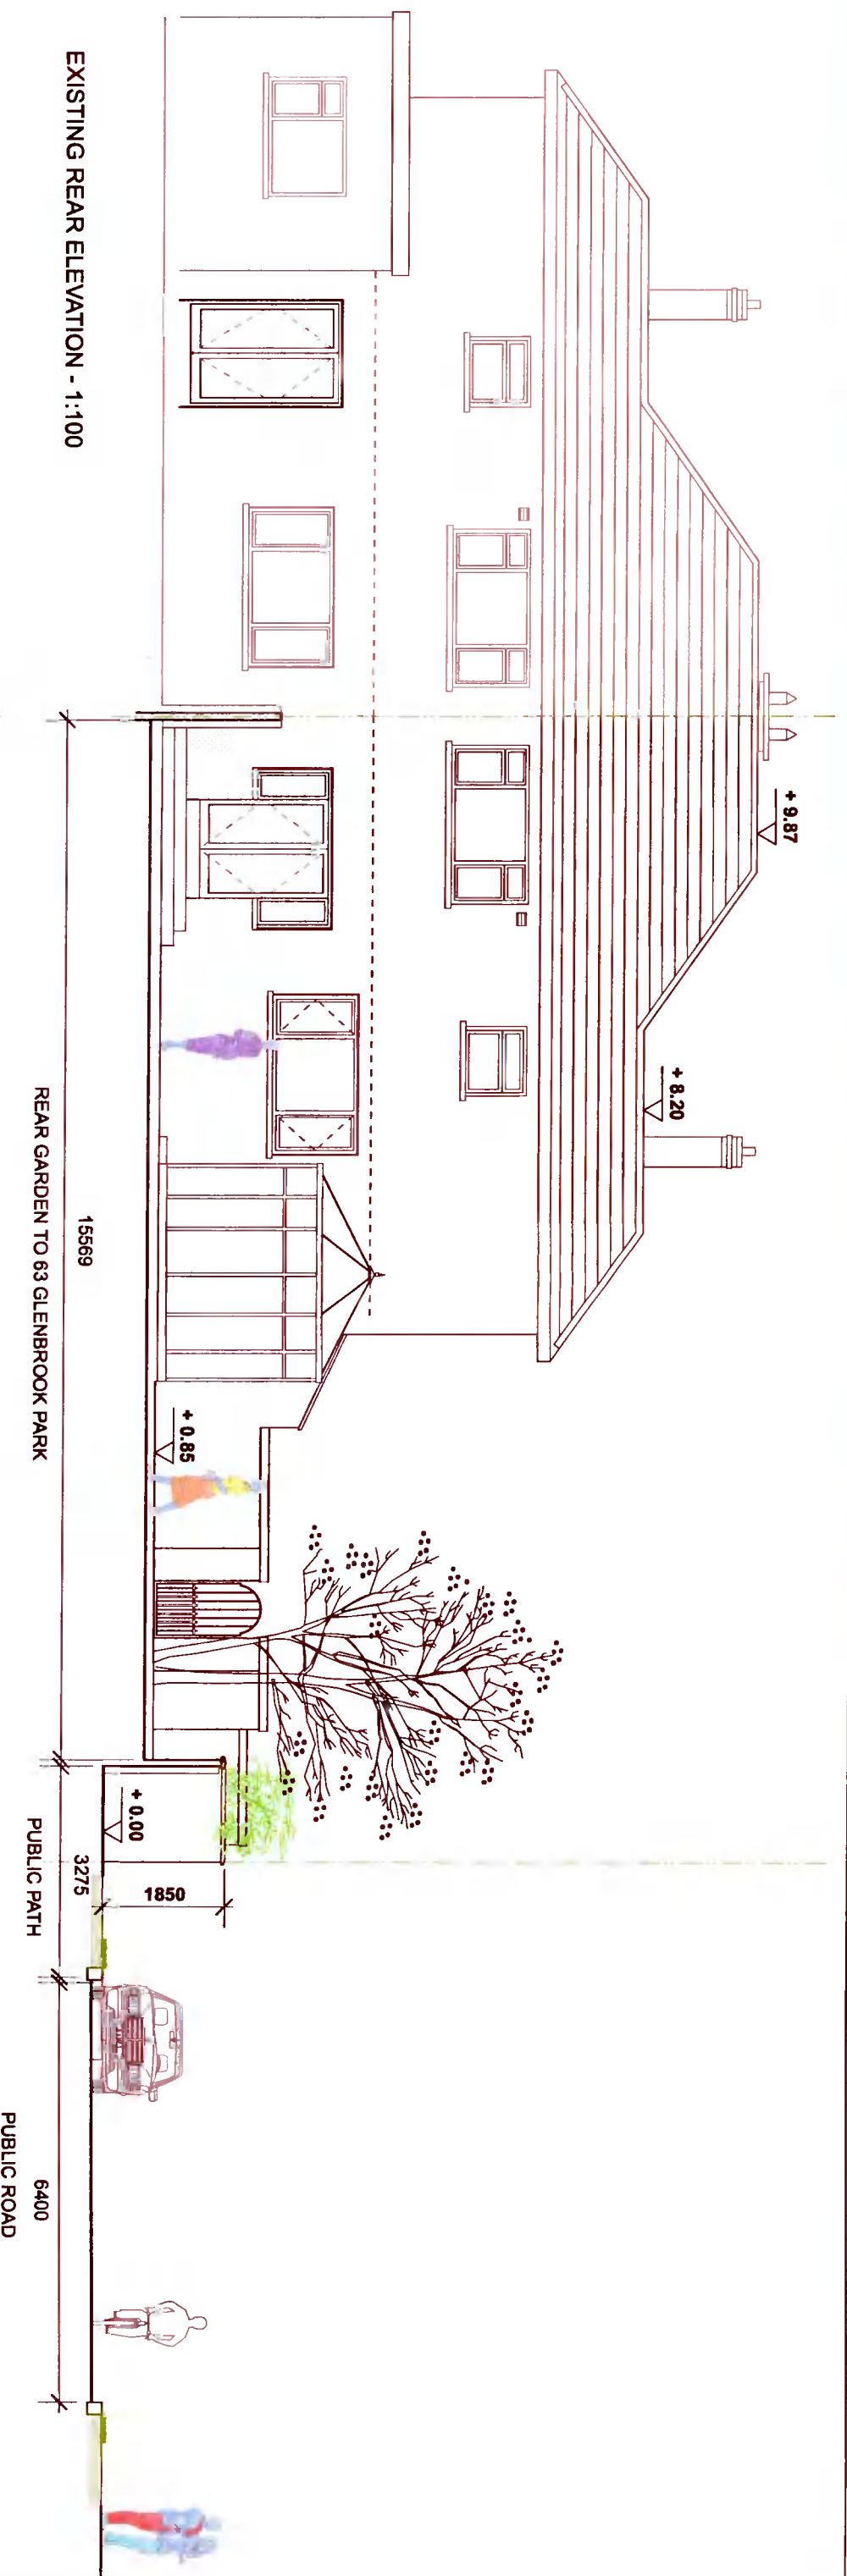 + 9.87
+ 8.20
+ 0.85
+ 0.00
1850
15569
3275
6400
REAR GARDEN TO 63 GLENBROOK PARK
PUBLIC PATH
PUBLIC ROAD
EXISTING REAR ELEVATION - 1:100